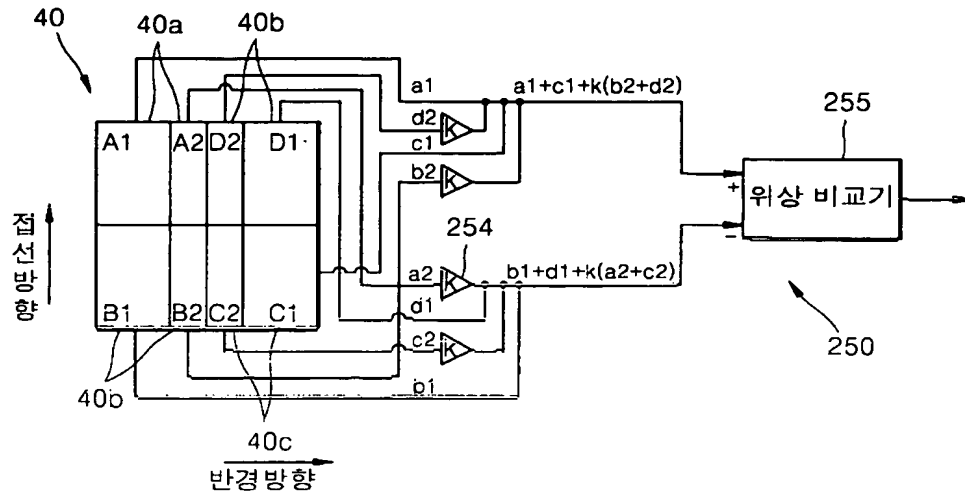 40
40a
40b
A1
A2
D2
D1
B1
B2
C2
C1
접선방향
40b
40c
반경방향
a1
d2
K
c1
b2
K
a1+c1+k(b2+d2)
254
a2
K
d1
c2
K
b1
b1+d1+k(a2+c2)
255
+
위상 비교기
−
250